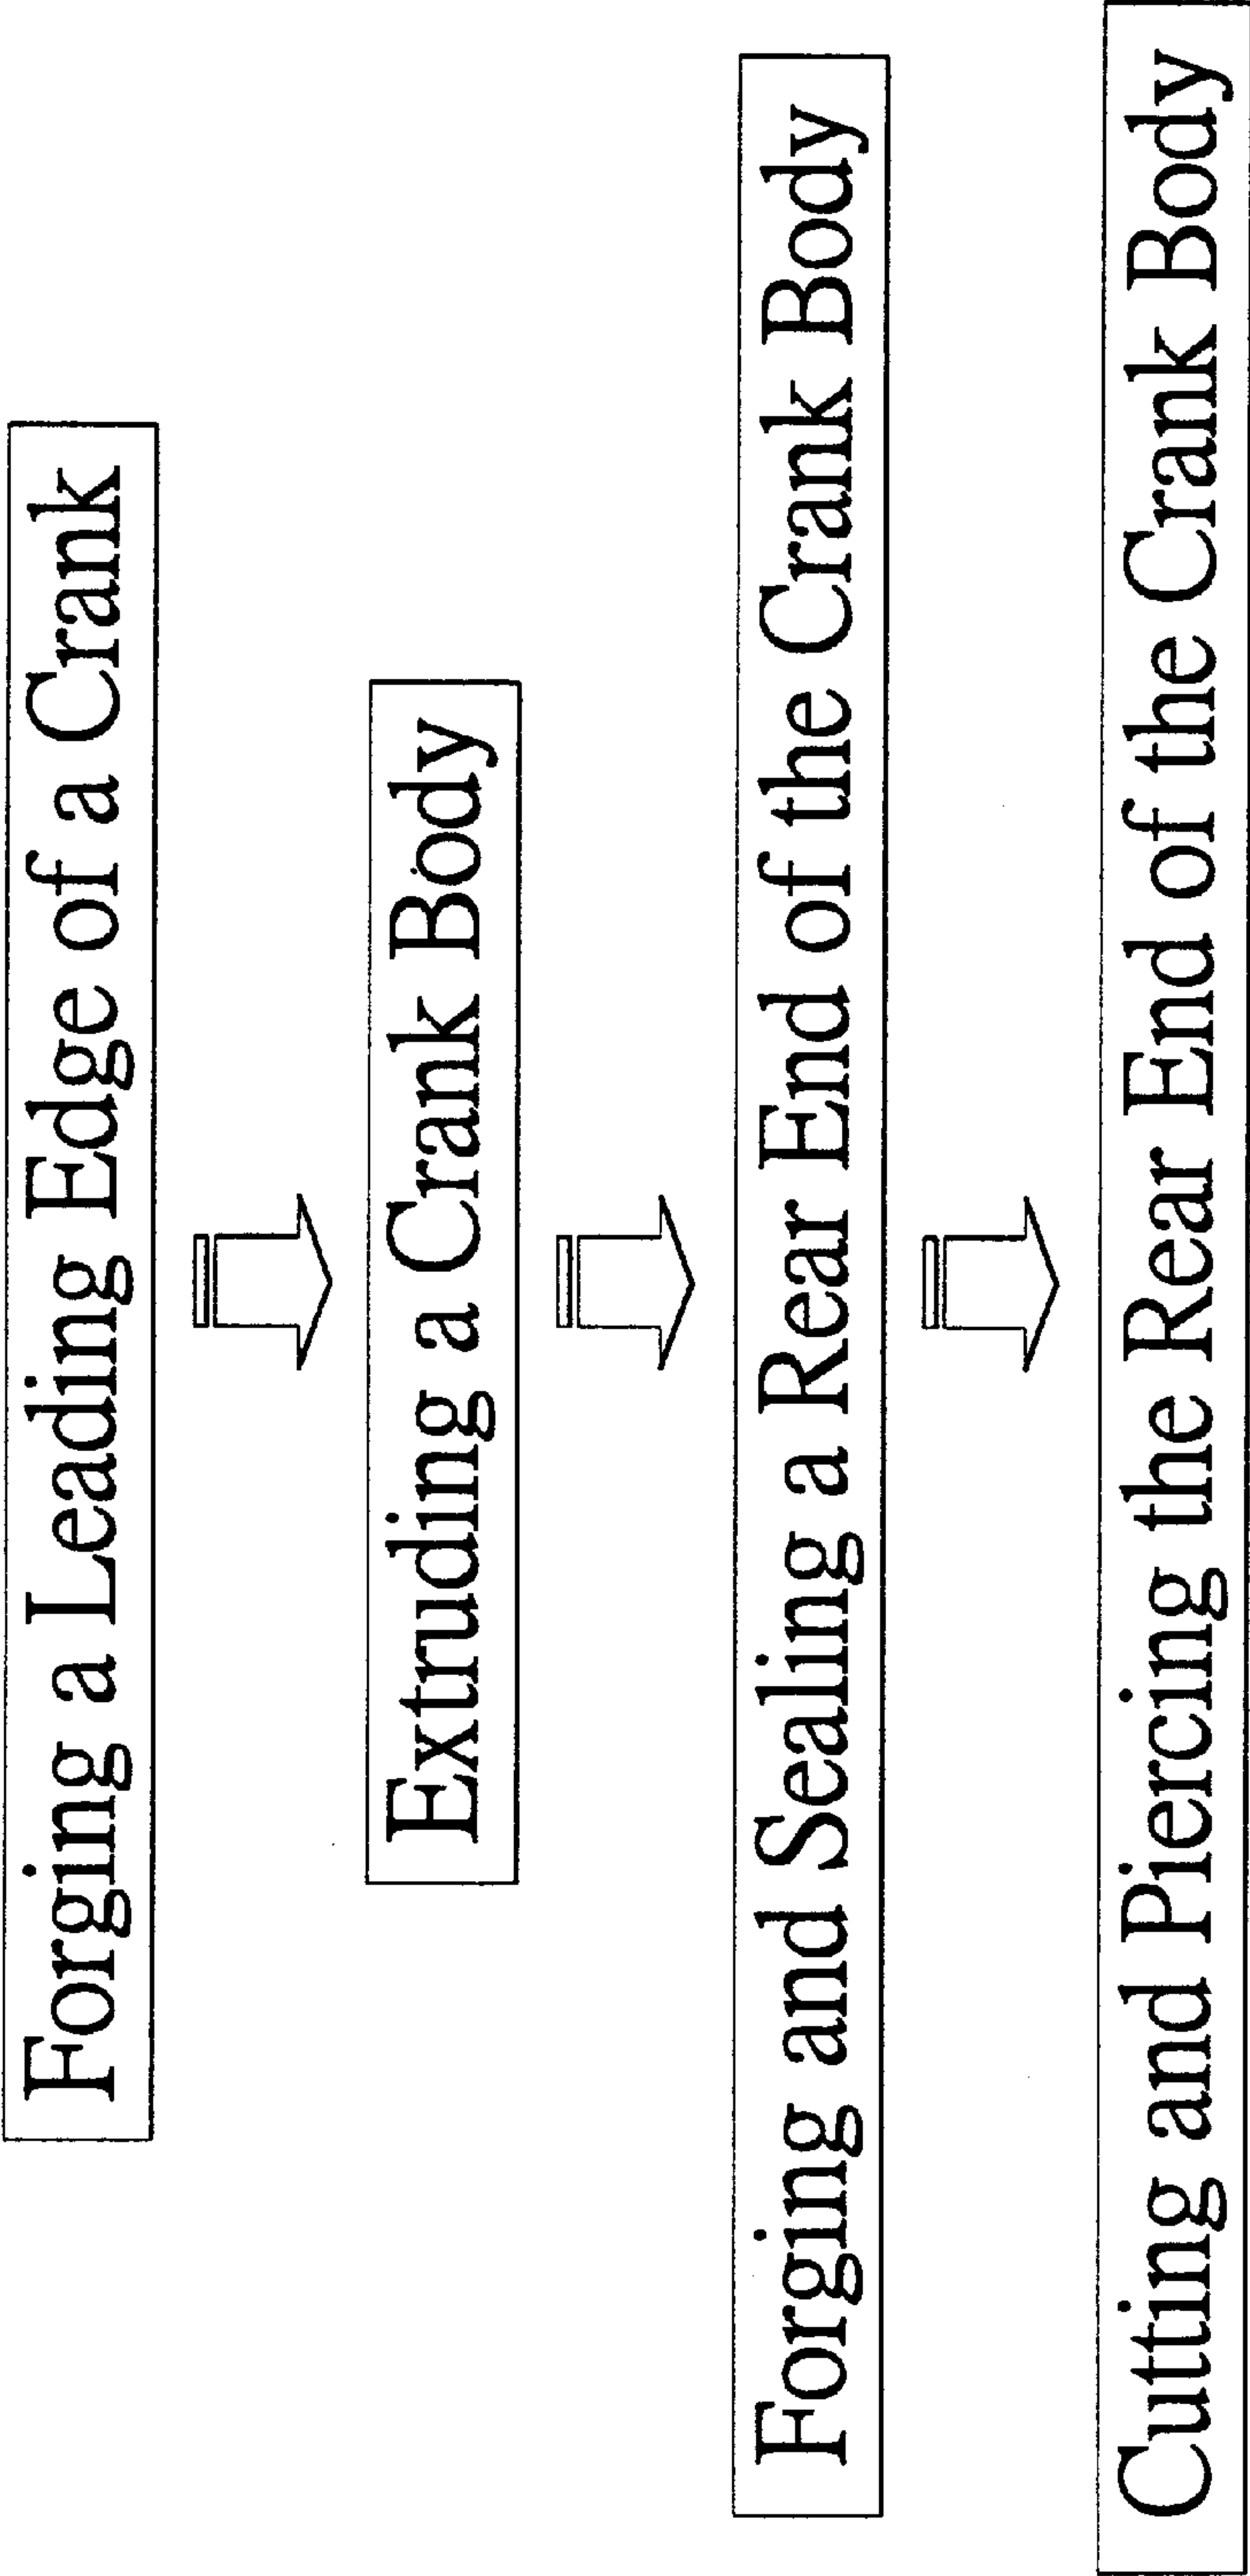 Forging a Leading Edge of a Crank
Extruding a Crank Body
Forging and Sealing a Rear End of the Crank Body
Cutting and Piercing the Rear End of the Crank Body